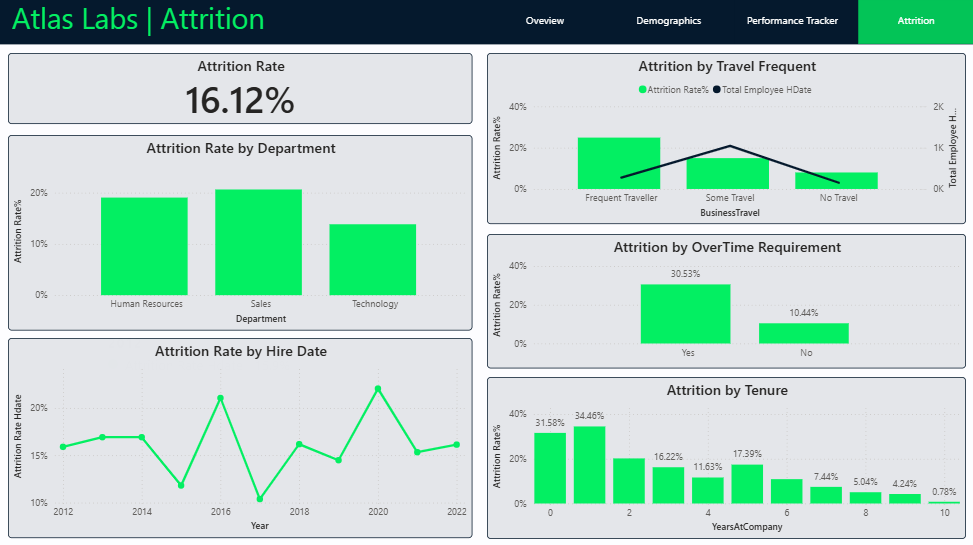 Atlas Labs | Attrition
Oveview
Demographics
Performance Tracker
Attrition
Attrition Rate
16.12%
Attrition Rate by Department
Attrition Rate%
20%
10%
0%
Human Resources
Sales
Technology
Department
Attrition Rate by Hire Date
Attrition Rate Hdate
20%
15%
10%
2012
2014
2016
2018
2020
2022
Year
Attrition by Travel Frequent
Attrition Rate%
Total Employee HDate
Attrition Rate%
40%
20%
0%
2K
1K
0K
Total Employee H...
Frequent Traveller
Some Travel
No Travel
BusinessTravel
Attrition by OverTime Requirement
Attrition Rate%
40%
20%
0%
30.53%
10.44%
Yes
No
Attrition by Tenure
Attrition Rate%
40%
20%
0%
31.58%
34.46%
16.22%
11.63%
17.39%
7.44%
5.04%
4.24%
0.78%
0
2
4
6
8
10
YearsAtCompany